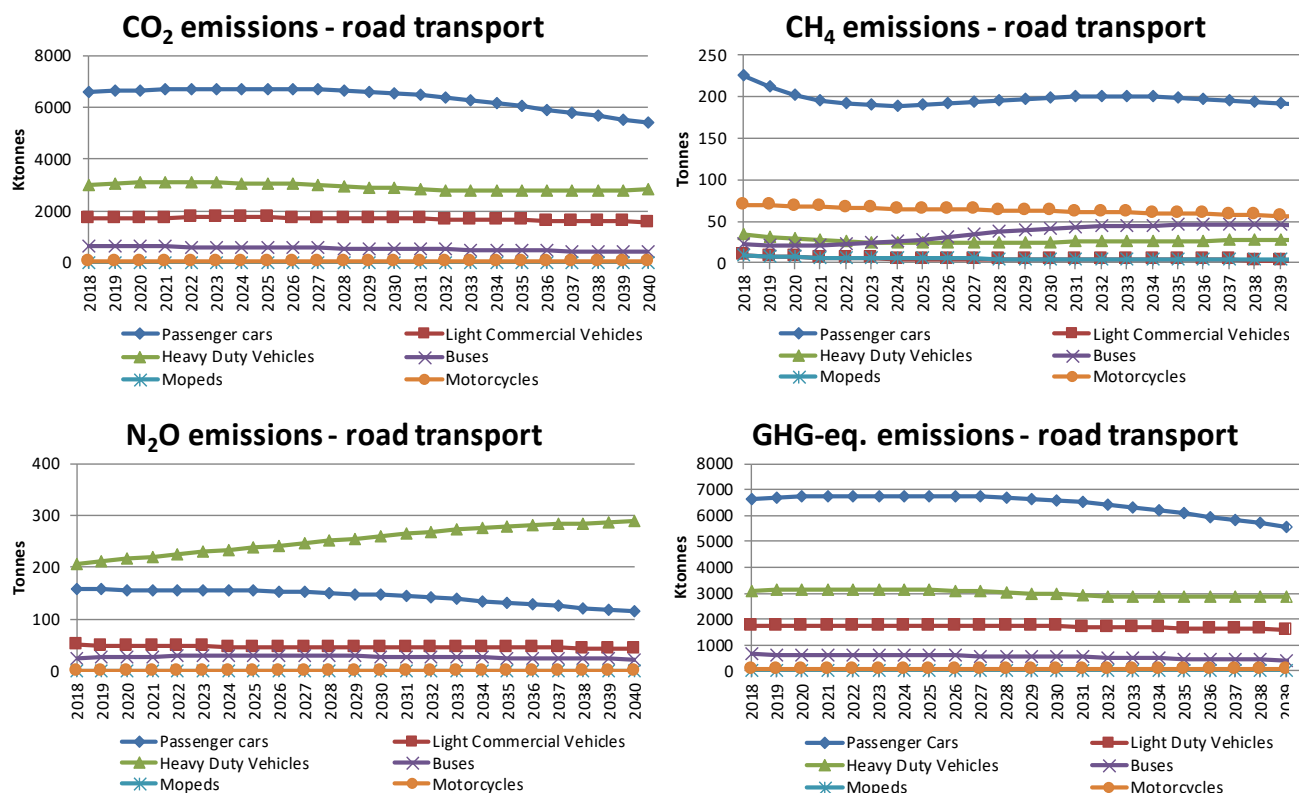 CO₂ emissions - road transport
8000
6000
4000
2000
0
Ktonnes
2018 2019 2020 2021 2022 2023 2024 2025 2026 2027 2028 2029 2030 2031 2032 2033 2034 2035 2036 2037 2038 2039 2040
Passenger cars Light Commercial Vehicles
Heavy Duty Vehicles Buses
Mopeds Motorcycles
CH₄ emissions - road transport
250
200
150
100
50
0
Tonnes
2018 2019 2020 2021 2022 2023 2024 2025 2026 2027 2028 2029 2030 2031 2032 2033 2034 2035 2036 2037 2038 2039
Passenger cars Light Commercial Vehicles
Heavy Duty Vehicles Buses
Mopeds Motorcycles
N₂O emissions - road transport
400
300
200
100
0
Tonnes
2018 2019 2020 2021 2022 2023 2024 2025 2026 2027 2028 2029 2030 2031 2032 2033 2034 2035 2036 2037 2038 2039 2040
Passenger cars Light Commercial Vehicles
Heavy Duty Vehicles Buses
Mopeds Motorcycles
GHG-eq. emissions - road transport
8000
7000
6000
5000
4000
3000
2000
1000
0
Ktonnes
2018 2019 2020 2021 2022 2023 2024 2025 2026 2027 2028 2029 2030 2031 2032 2033 2034 2035 2036 2037 2038 2039
Passenger Cars Light Duty Vehicles
Heavy Duty Vehicles Buses
Mopeds Motorcycles